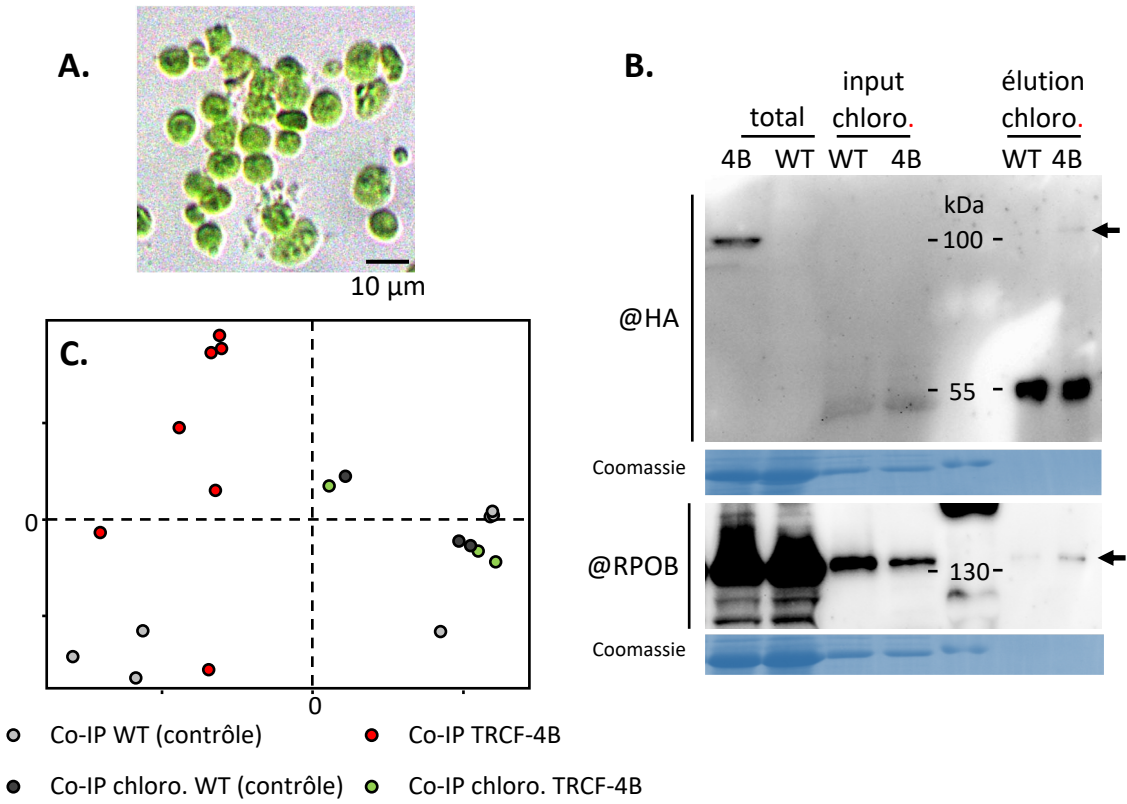 A.
10 µm
B.
input
élution
total
chloro.
chloro.
4B WT WT 4B WT 4B
kDa
- 100 -
@HA
- 55 -
Coomassie
@RPOB
130 -
Coomassie
C.
0
0
Co-IP WT (contrôle)
Co-IP TRCF-4B
Co-IP chloro. WT (contrôle)
Co-IP chloro. TRCF-4B